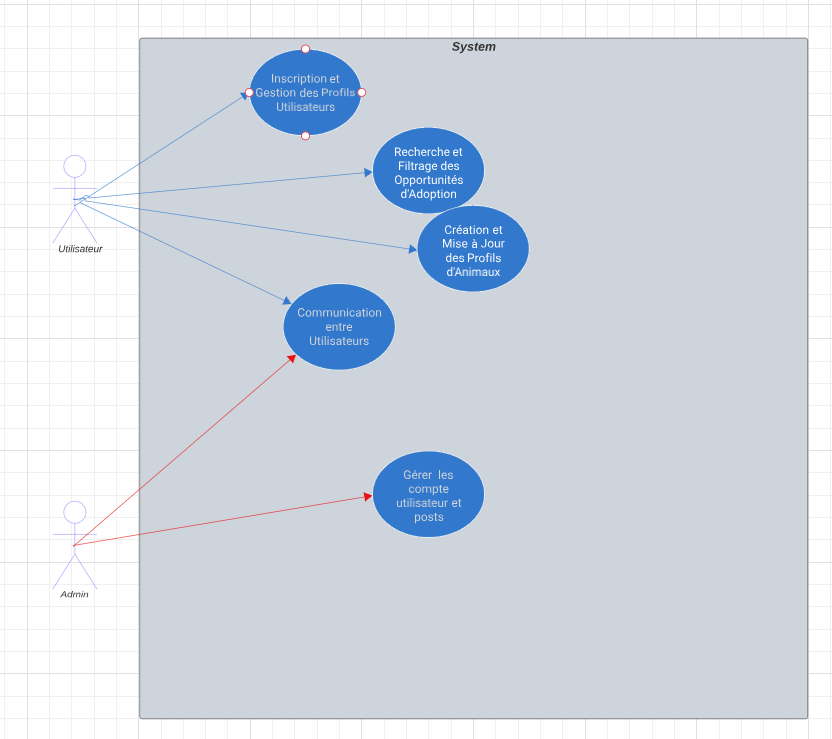 System
Inscription et
Gestion des Profils
Utilisateurs
Recherche et
Filtrage des
Opportunités
d'Adoption
Utilisateur
Création et
Mise à Jour
des Profils
d'Animaux
Communication
entre
Utilisateurs
Gérer les
compte
utilisateur et
posts
Admin